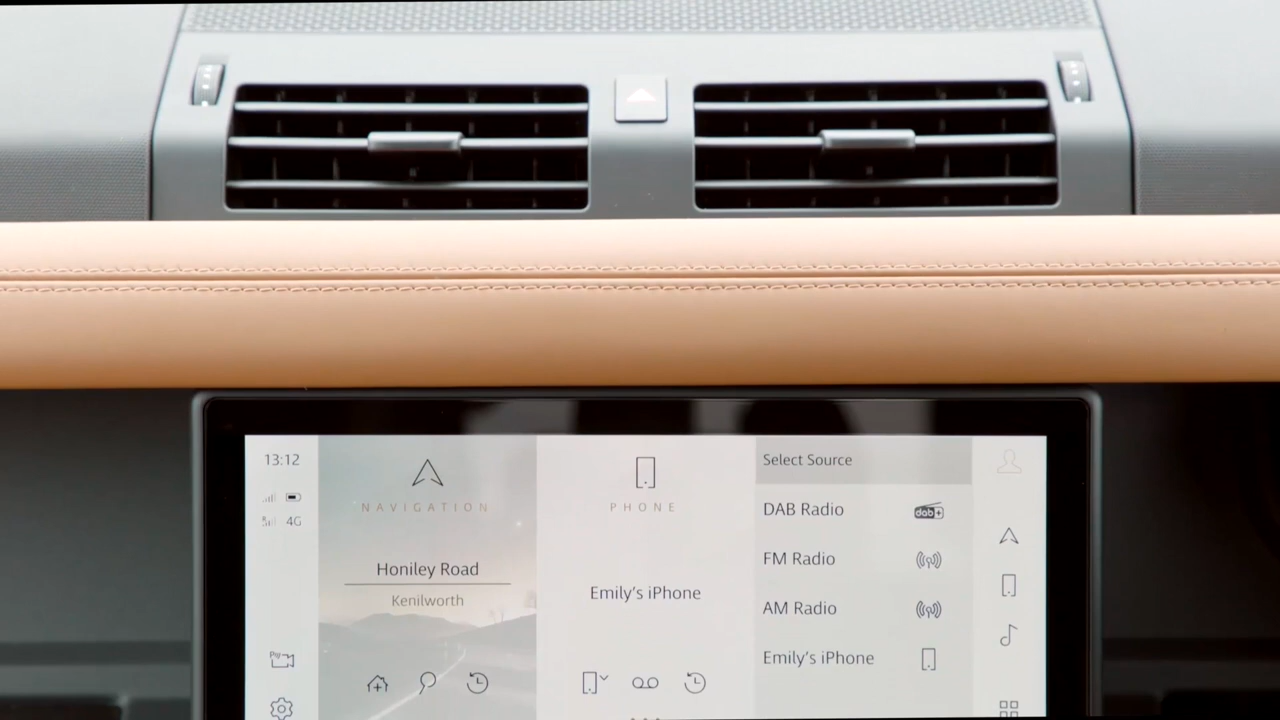 13:12
4G
NAVIGATION
Honiley Road
Kenilworth
PHONE
Emily's iPhone
Select Source
DAB Radio
dab+
FM Radio
AM Radio
Emily's iPhone